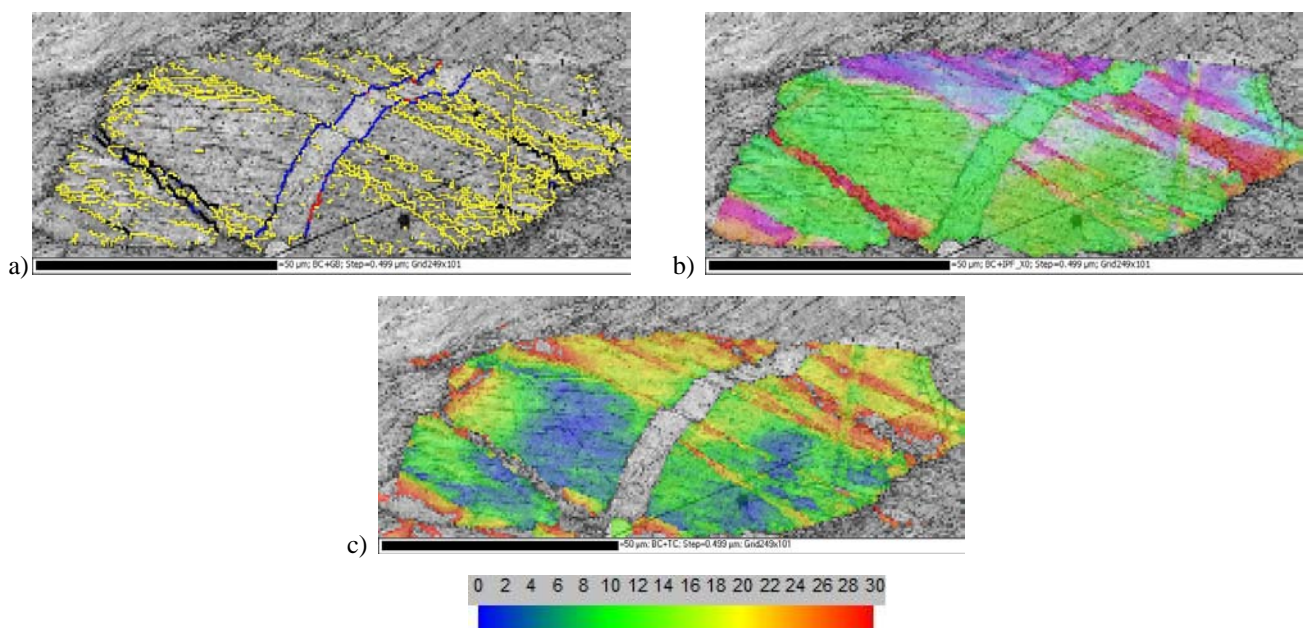 a)
=50 µm; BC+GB; Step=0.499 µm; Grid249x101
b)
=50 µm; BC+IPF_X0; Step=0.499 µm; Grid249x101
c)
=50 µm; BC+TC; Step=0.499 µm; Grid249x101
0 2 4 6 8 10 12 14 16 18 20 22 24 26 28 30